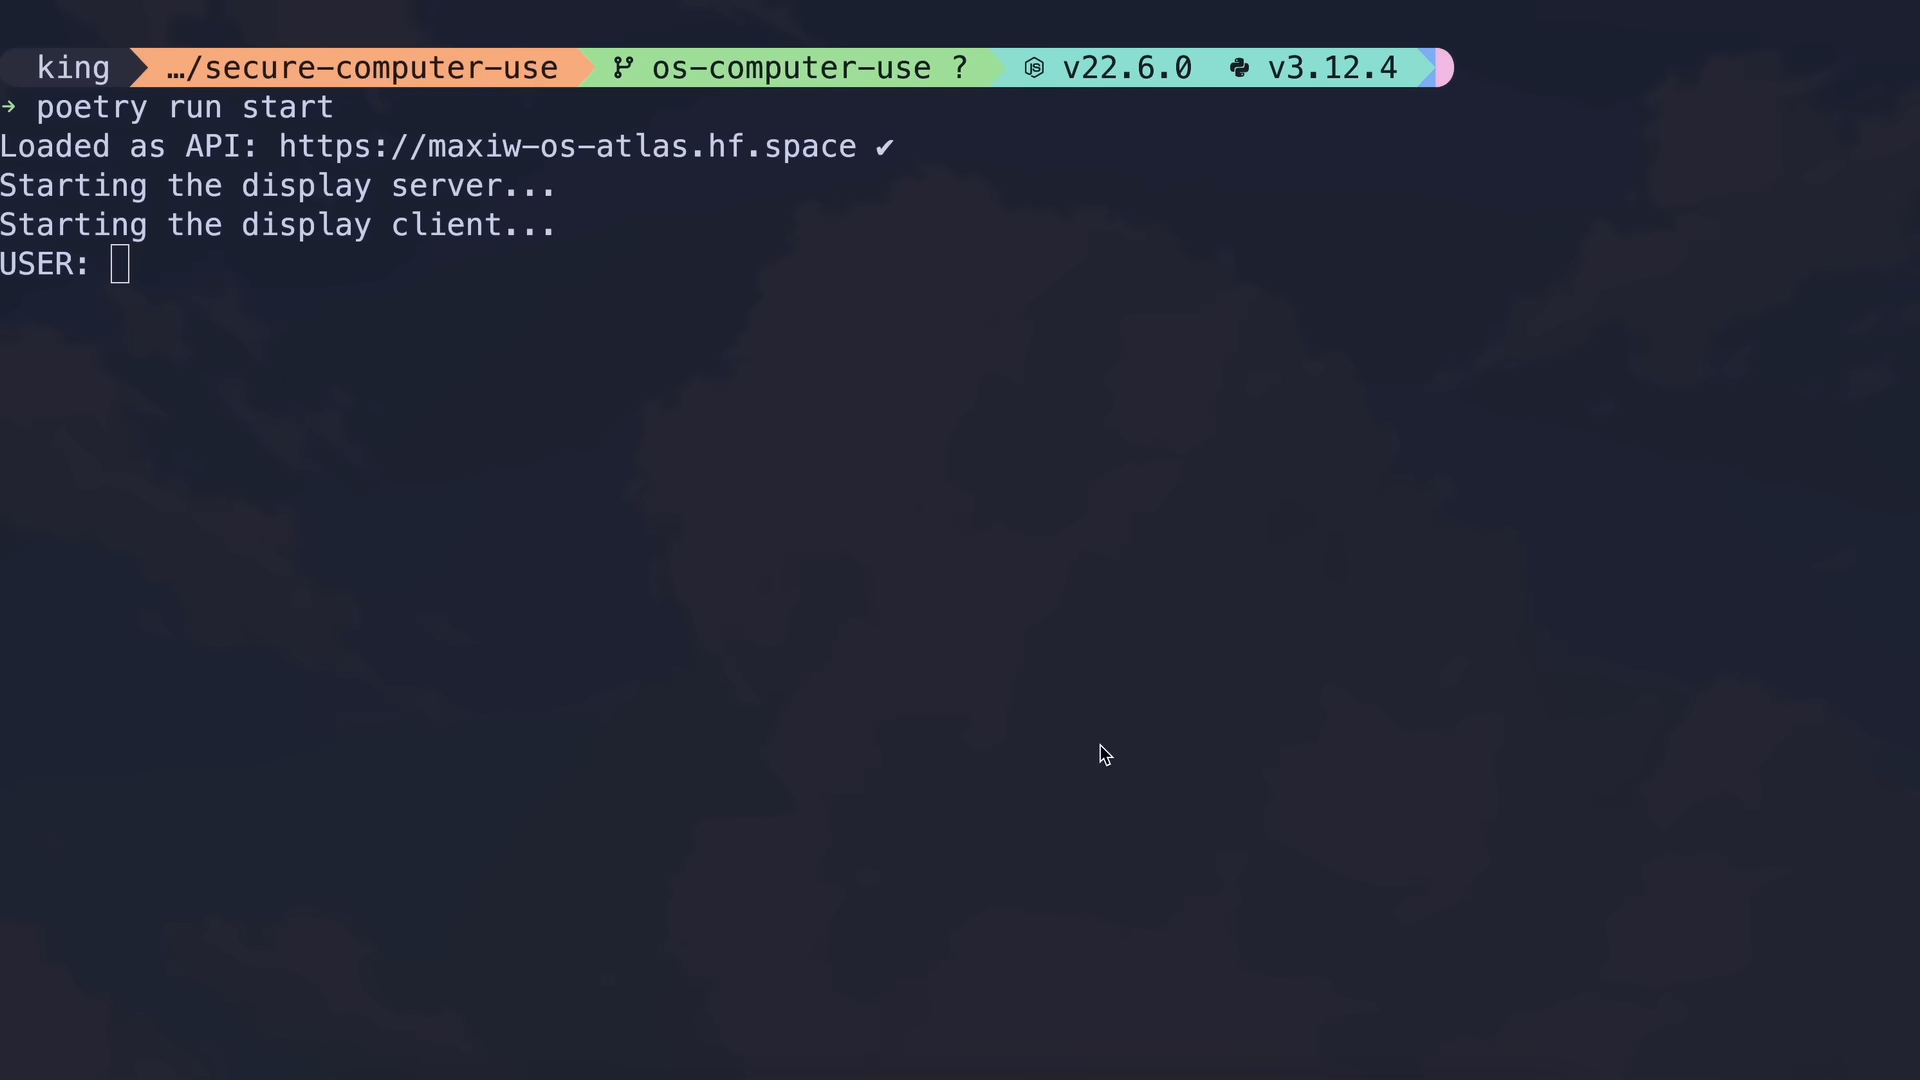 king …/secure-computer-use os-computer-use ? v22.6.0 v3.12.4
→ poetry run start
Loaded as API: https://maxiw-os-atlas.hf.space ✔
Starting the display server...
Starting the display client...
USER: